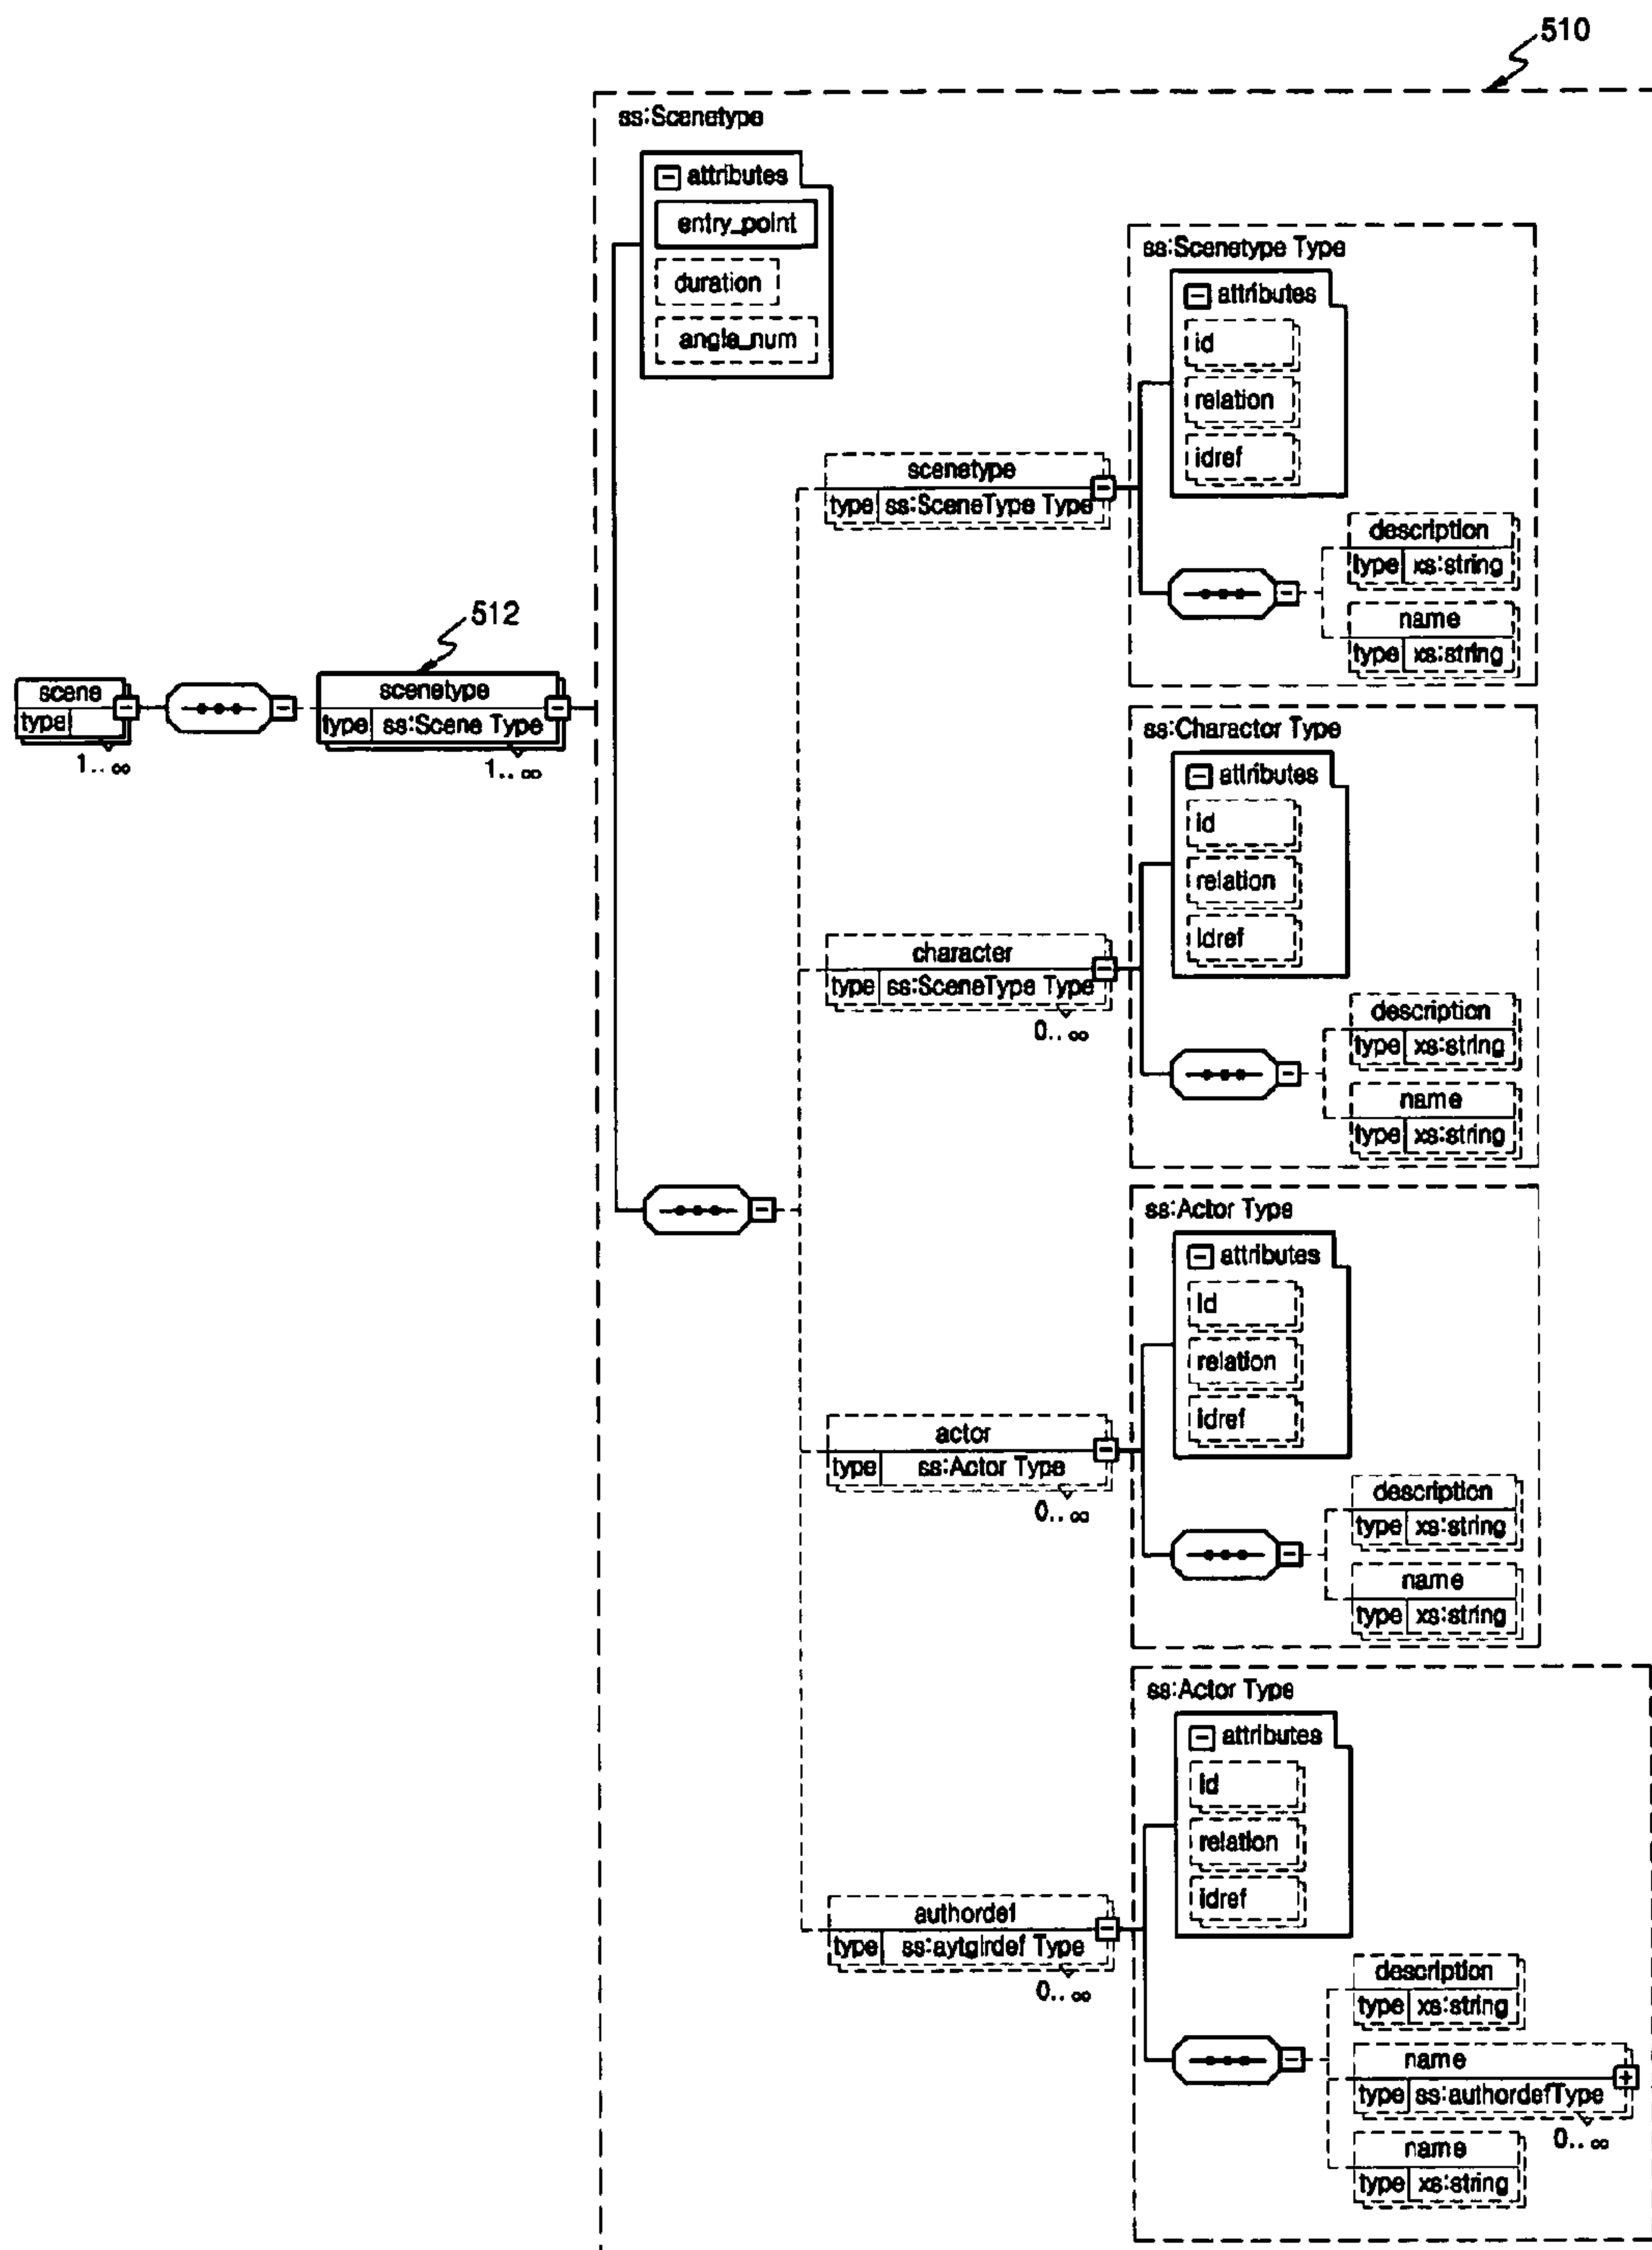 510
ss:Scenetype
attributes
entry_point
duration
angle_num
ss:Scenetype Type
attributes
id
relation
idref
scenetype
type ss:SceneType Type
description
type xs:string
name
type xs:string
512
scene
type
1..∞
scenetype
type ss:Scene Type
1..∞
ss:Charactor Type
attributes
id
relation
idref
character
type ss:SceneType Type
0..∞
description
type xs:string
name
type xs:string
ss:Actor Type
attributes
id
relation
idref
actor
type ss:Actor Type
0..∞
description
type xs:string
name
type xs:string
ss:Actor Type
attributes
id
relation
idref
authordef
type ss:aytgirdef Type
0..∞
description
type xs:string
name
type ss:authordefType
0..∞
name
type xs:string